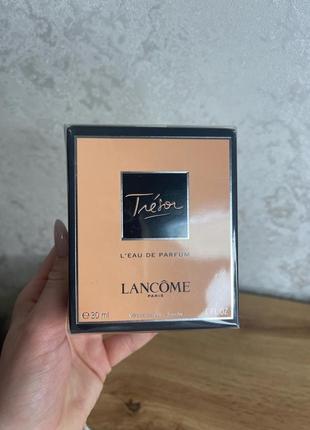 Trésor
L'EAU DE PARFUM
LANCÔME
PARIS
℮ 30 ml